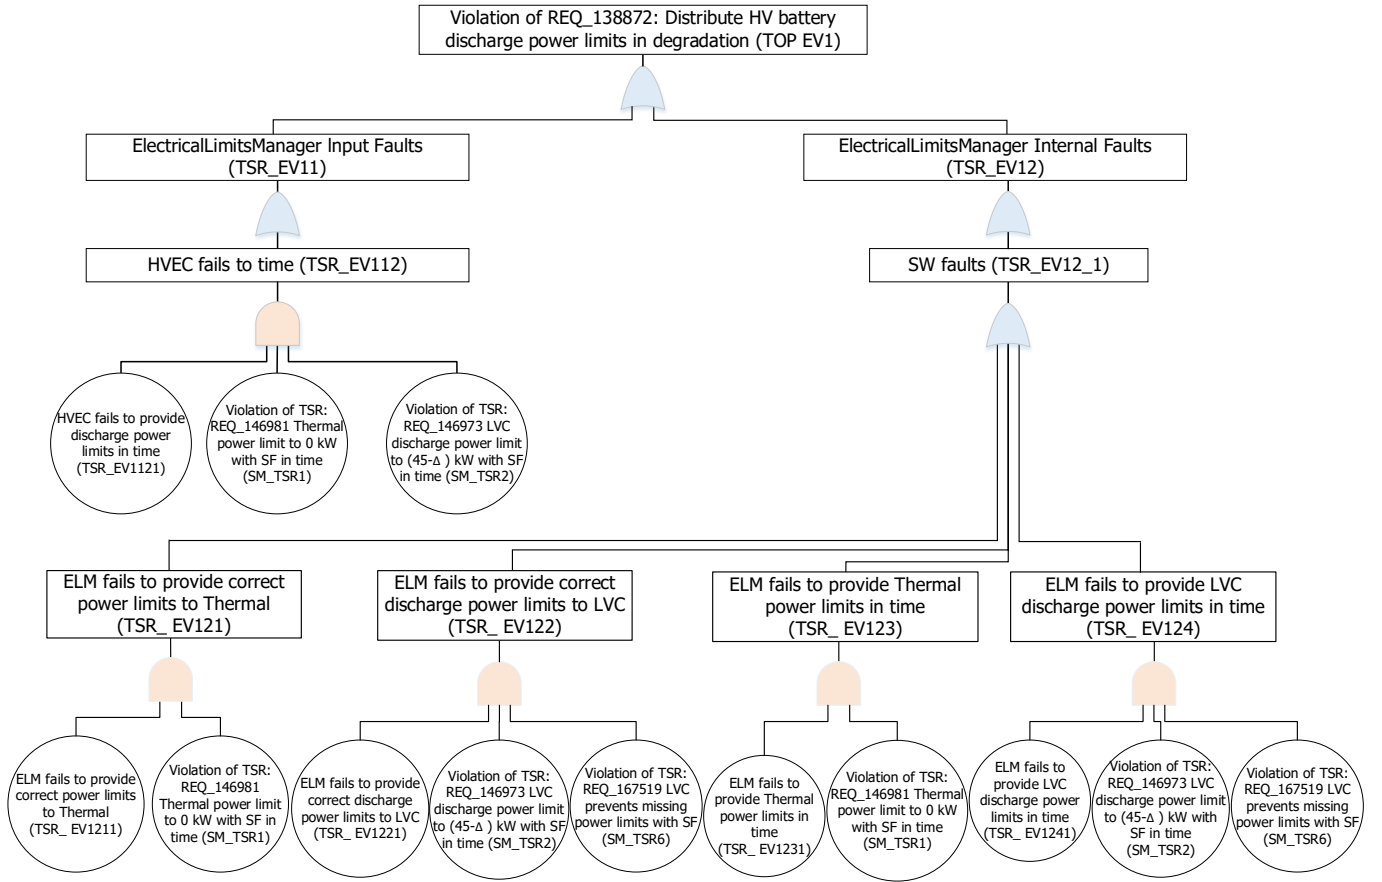 Violation of REQ_138872: Distribute HV battery
discharge power limits in degradation (TOP EV1)
ElectricalLimitsManager Input Faults
(TSR_EV11)
ElectricalLimitsManager Internal Faults
(TSR_EV12)
HVEC fails to time (TSR_EV112)
SW faults (TSR_EV12_1)
HVEC fails to provide
discharge power
limits in time
(TSR_EV1121)
Violation of TSR:
REQ_146981 Thermal
power limit to 0 kW
with SF in time
(SM_TSR1)
Violation of TSR:
REQ_146973 LVC
discharge power limit
to (45-Δ ) kW with SF
in time (SM_TSR2)
ELM fails to provide correct
power limits to Thermal
(TSR_ EV121)
ELM fails to provide correct
discharge power limits to LVC
(TSR_ EV122)
ELM fails to provide Thermal
power limits in time
(TSR_ EV123)
ELM fails to provide LVC
discharge power limits in time
(TSR_ EV124)
ELM fails to provide
correct power limits
to Thermal
(TSR_ EV1211)
Violation of TSR:
REQ_146981
Thermal power limit
to 0 kW with SF in
time (SM_TSR1)
ELM fails to provide
correct discharge
power limits to LVC
(TSR_ EV1221)
Violation of TSR:
REQ_146973 LVC
discharge power limit
to (45-Δ ) kW with SF
in time (SM_TSR2)
Violation of TSR:
REQ_167519 LVC
prevents missing
power limits with SF
(SM_TSR6)
ELM fails to
provide Thermal
power limits in
time
(TSR_ EV1231)
Violation of TSR:
REQ_146981 Thermal
power limit to 0 kW
with SF in time
(SM_TSR1)
ELM fails to
provide LVC
discharge power
limits in time
(TSR_ EV1241)
Violation of TSR:
REQ_146973 LVC
discharge power limit
to (45-Δ ) kW with
SF in time
(SM_TSR2)
Violation of TSR:
REQ_167519 LVC
prevents missing
power limits with SF
(SM_TSR6)